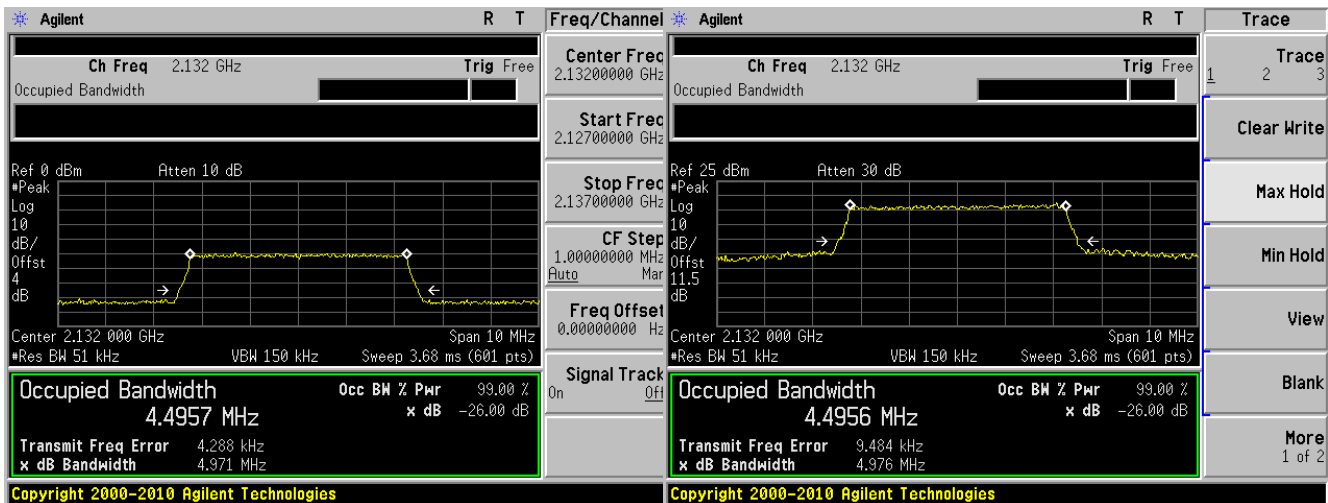 Agilent R T Freq/Channel
Ch Freq 2.132 GHz Trig Free
Occupied Bandwidth
Center Freq
2.13200000 GHz
Start Freq
2.12700000 GHz
Stop Freq
2.13700000 GHz
CF Step
1.00000000 MHz
Auto Man
Freq Offset
0.00000000 Hz
Signal Track
On Off
Ref 0 dBm Atten 10 dB
#Peak
Log
10
dB/
Offst
4
dB
Center 2.132 000 GHz Span 10 MHz
#Res BW 51 kHz VBW 150 kHz Sweep 3.68 ms (601 pts)
Occupied Bandwidth Occ BW % Pwr 99.00 %
4.4957 MHz x dB -26.00 dB
Transmit Freq Error 4.288 kHz
x dB Bandwidth 4.971 MHz
Copyright 2000-2010 Agilent Technologies
Agilent R T Trace
Ch Freq 2.132 GHz Trig Free
Occupied Bandwidth
Trace
1 2 3
Clear Write
Max Hold
Min Hold
View
Blank
More
1 of 2
Ref 25 dBm Atten 30 dB
#Peak
Log
10
dB/
Offst
11.5
dB
Center 2.132 000 GHz Span 10 MHz
#Res BW 51 kHz VBW 150 kHz Sweep 3.68 ms (601 pts)
Occupied Bandwidth Occ BW % Pwr 99.00 %
4.4956 MHz x dB -26.00 dB
Transmit Freq Error 9.484 kHz
x dB Bandwidth 4.976 MHz
Copyright 2000-2010 Agilent Technologies